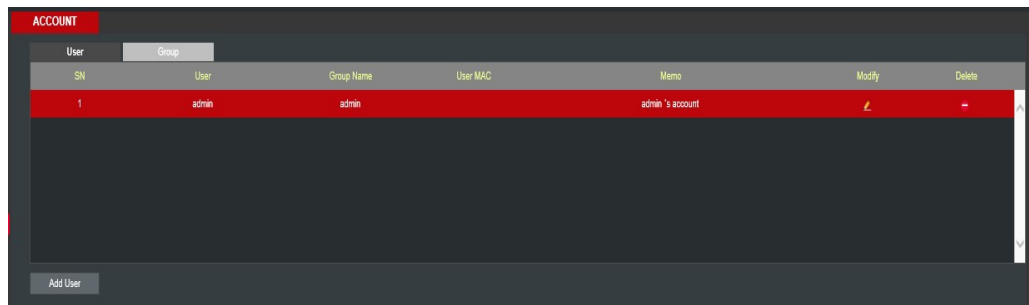 ACCOUNT
User Group
SN User Group Name User MAC Memo Modify Delete
1 admin admin admin 's account
Add User